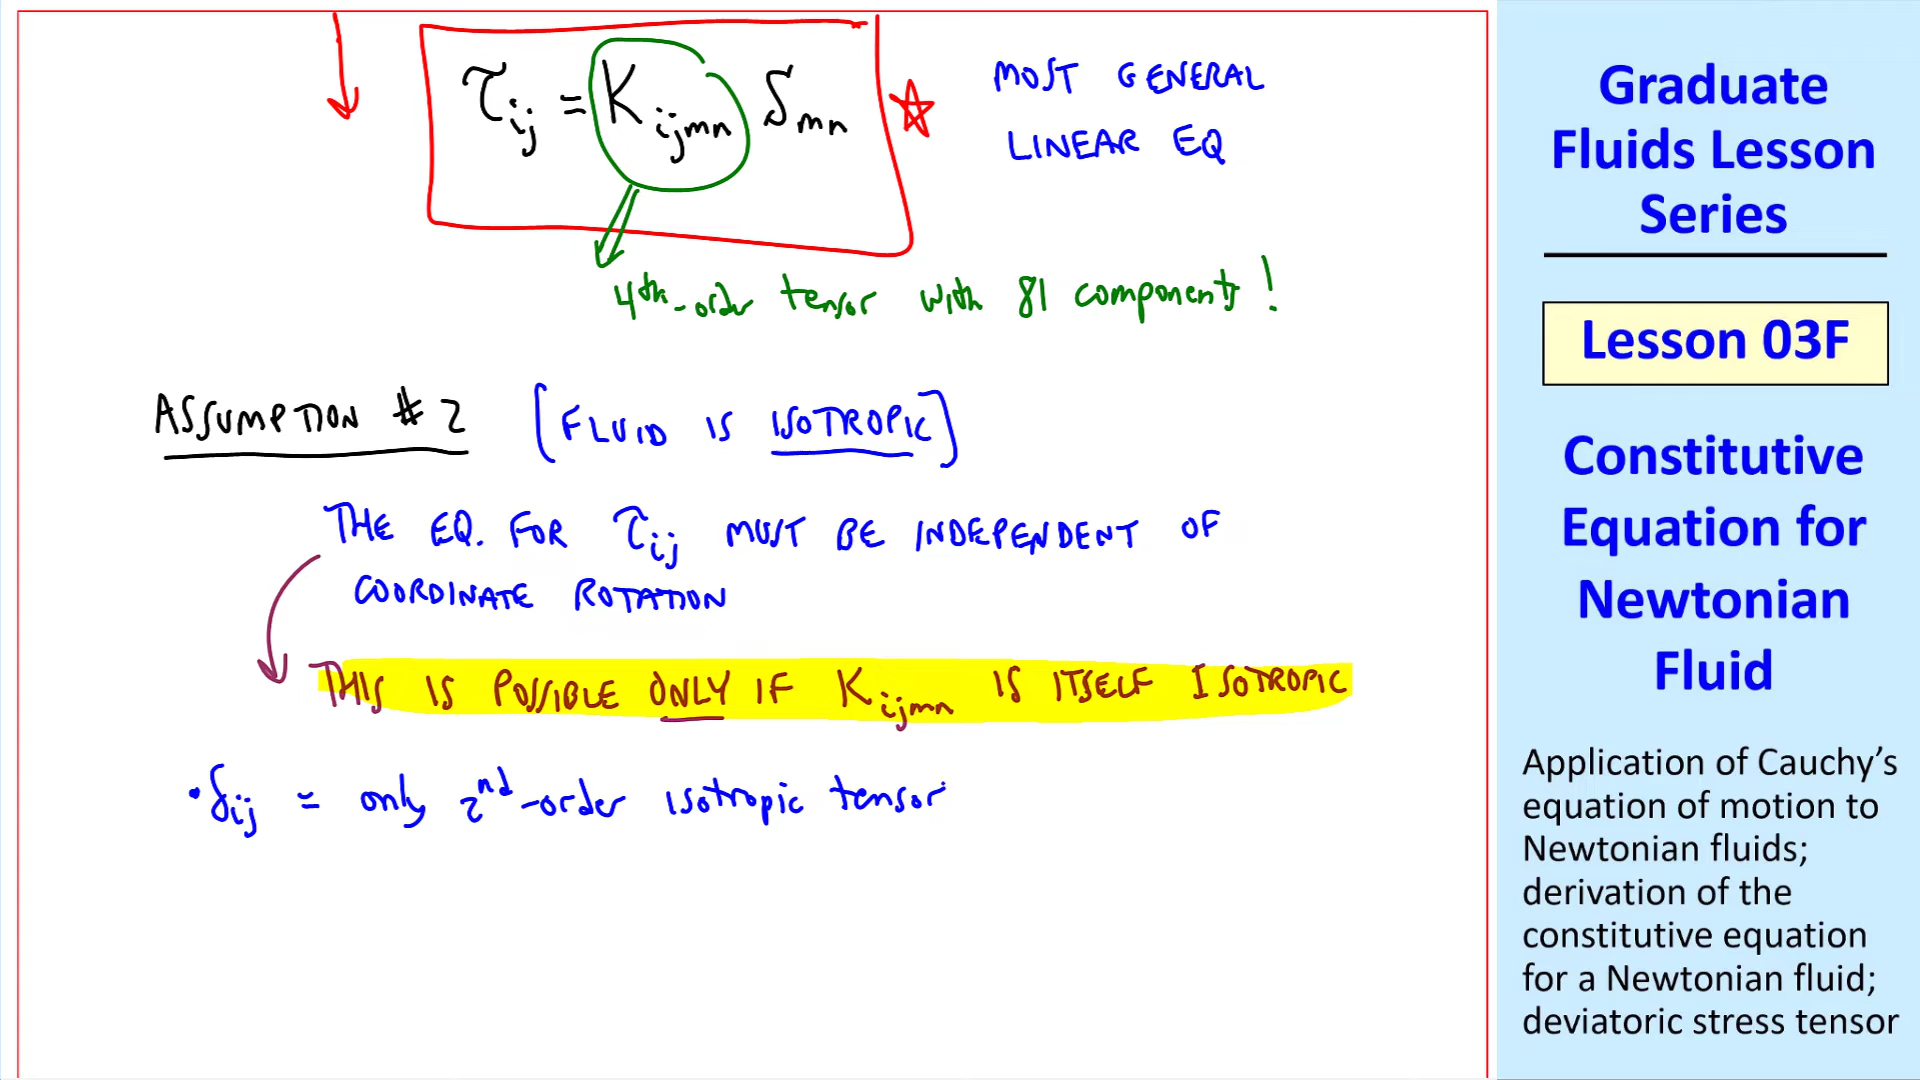 τij = Kijmn Smn
MOST GENERAL
LINEAR EQ
4th-order tensor with 81 components!
ASSUMPTION #2 [FLUID IS ISOTROPIC]
THE EQ. FOR τij MUST BE INDEPENDENT OF
COORDINATE ROTATION
THIS IS POSSIBLE ONLY IF Kijmn IS ITSELF ISOTROPIC
• δij = only 2nd-order isotropic tensor
Graduate
Fluids Lesson
Series
Lesson 03F
Constitutive
Equation for
Newtonian
Fluid
Application of Cauchy’s
equation of motion to
Newtonian fluids;
derivation of the
constitutive equation
for a Newtonian fluid;
deviatoric stress tensor